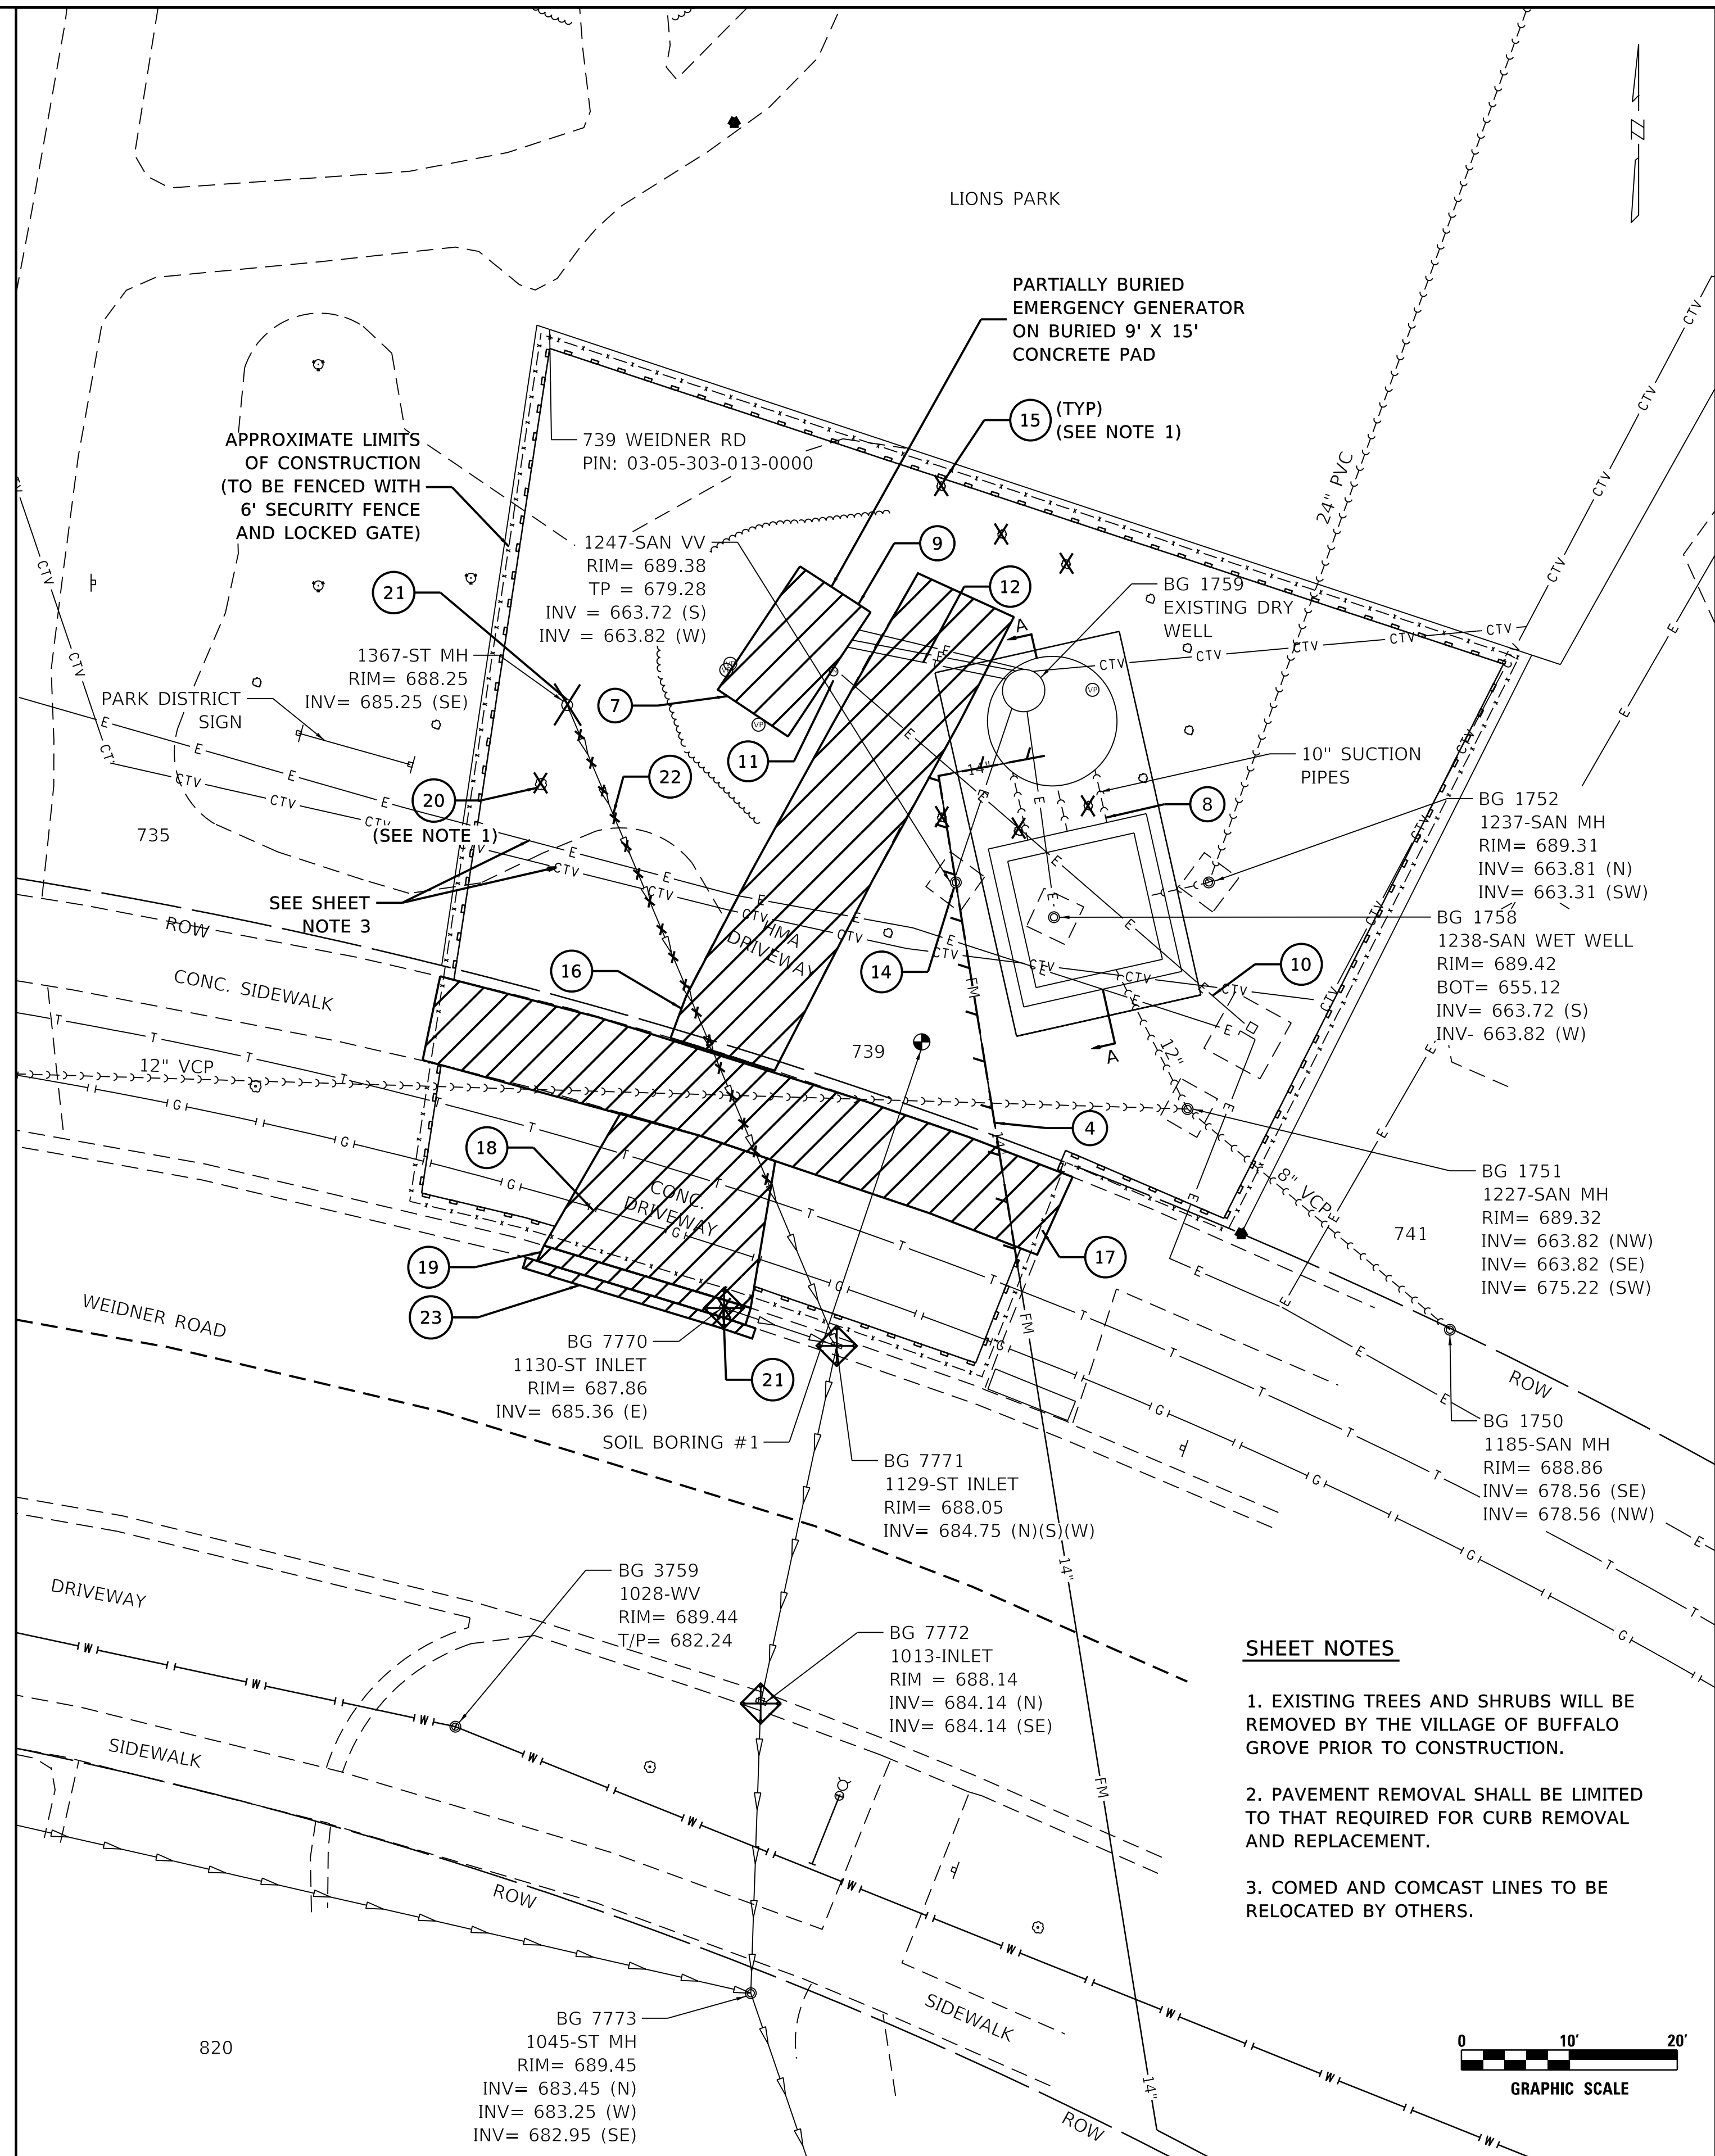 N
LIONS PARK
PARTIALLY BURIED
EMERGENCY GENERATOR
ON BURIED 9' X 15'
CONCRETE PAD
15
(TYP)
(SEE NOTE 1)
24" PVC
CTV
CTV
CTV
CTV
E
E
APPROXIMATE LIMITS
OF CONSTRUCTION
(TO BE FENCED WITH
6' SECURITY FENCE
AND LOCKED GATE)
739 WEIDNER RD
PIN: 03-05-303-013-0000
1247-SAN VV
RIM= 689.38
TP = 679.28
INV = 663.72 (S)
INV = 663.82 (W)
9
12
BG 1759
EXISTING DRY
WELL
21
1367-ST MH
RIM= 688.25
INV= 685.25 (SE)
PARK DISTRICT
SIGN
7
11
A
VP
VP
14"
10" SUCTION
PIPES
8
20
(SEE NOTE 1)
22
735
SEE SHEET
NOTE 3
BG 1752
1237-SAN MH
RIM= 689.31
INV= 663.81 (N)
INV= 663.31 (SW)
BG 1758
1238-SAN WET WELL
RIM= 689.42
BOT= 655.12
INV= 663.72 (S)
INV- 663.82 (W)
ROW
CONC. SIDEWALK
HMA
DRIVEWAY
16
14
10
FM
739
A
12"
12" VCP
18
4
CONC.
DRIVEWAY
8" VCP
BG 1751
1227-SAN MH
RIM= 689.32
INV= 663.82 (NW)
INV= 663.82 (SE)
INV= 675.22 (SW)
741
19
17
23
WEIDNER ROAD
BG 7770
1130-ST INLET
RIM= 687.86
INV= 685.36 (E)
21
SOIL BORING #1
FM
ROW
BG 7771
1129-ST INLET
RIM= 688.05
INV= 684.75 (N)(S)(W)
BG 1750
1185-SAN MH
RIM= 688.86
INV= 678.56 (SE)
INV= 678.56 (NW)
14"
DRIVEWAY
BG 3759
1028-WV
RIM= 689.44
T/P= 682.24
BG 7772
1013-INLET
RIM = 688.14
INV= 684.14 (N)
INV= 684.14 (SE)
SHEET NOTES
1. EXISTING TREES AND SHRUBS WILL BE
REMOVED BY THE VILLAGE OF BUFFALO
GROVE PRIOR TO CONSTRUCTION.
2. PAVEMENT REMOVAL SHALL BE LIMITED
TO THAT REQUIRED FOR CURB REMOVAL
AND REPLACEMENT.
3. COMED AND COMCAST LINES TO BE
RELOCATED BY OTHERS.
SIDEWALK
FM
ROW
SIDEWALK
BG 7773
1045-ST MH
RIM= 689.45
INV= 683.45 (N)
INV= 683.25 (W)
INV= 682.95 (SE)
820
14"
ROW
0 10' 20'
GRAPHIC SCALE